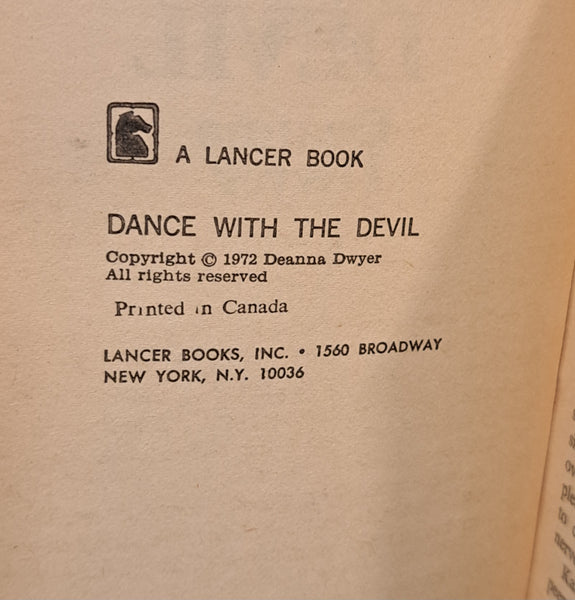 A LANCER BOOK
DANCE WITH THE DEVIL
Copyright © 1972 Deanna Dwyer
All rights reserved
Printed in Canada
LANCER BOOKS, INC. • 1560 BROADWAY
NEW YORK, N.Y. 10036
to